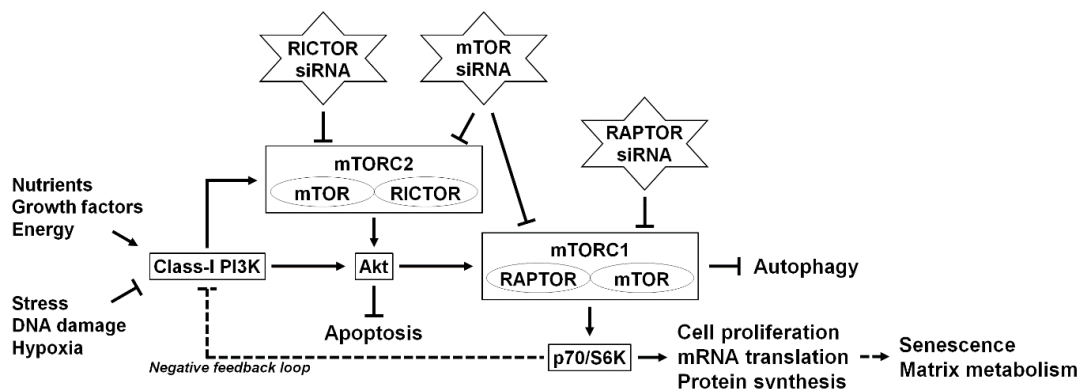 RICTOR
siRNA
mTOR
siRNA
RAPTOR
siRNA
mTORC2
mTOR
RICTOR
Nutrients
Growth factors
Energy
mTORC1
RAPTOR
mTOR
Class-I PI3K
Akt
Autophagy
Stress
DNA damage
Hypoxia
Apoptosis
Negative feedback loop
p70/S6K
Cell proliferation
mRNA translation
Protein synthesis
Senescence
Matrix metabolism